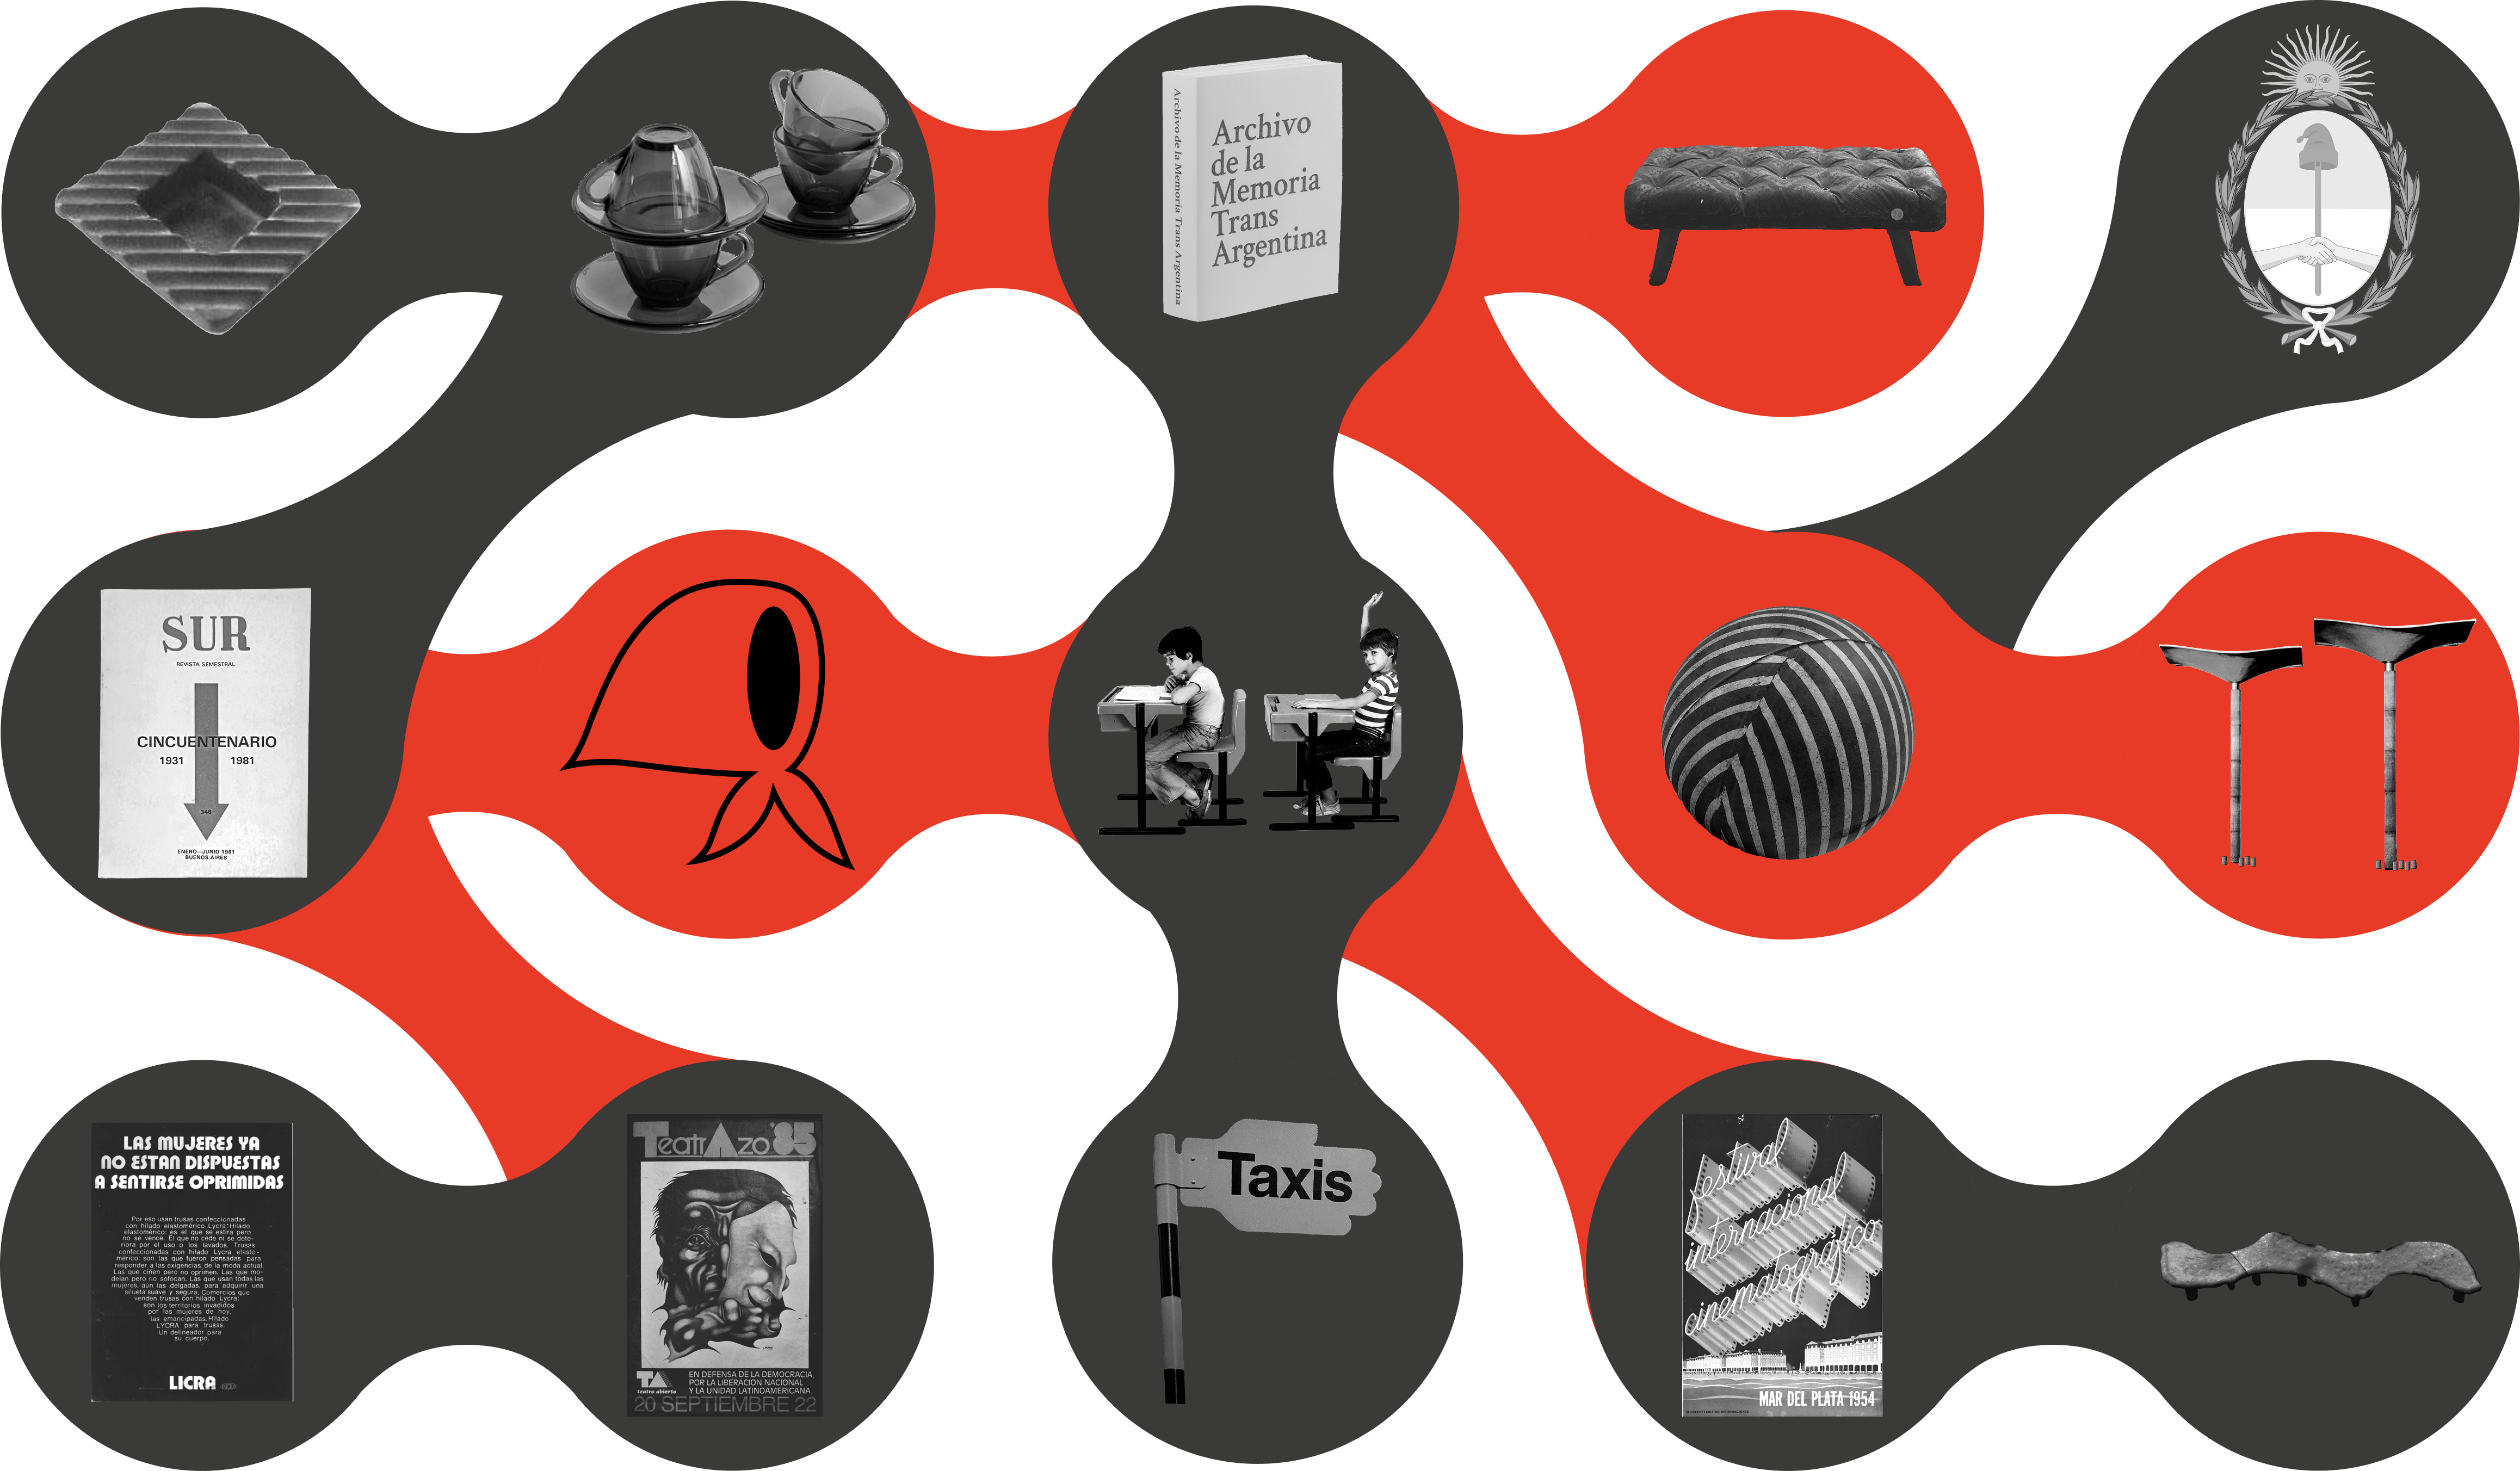 Archivo de la Memoria Trans Argentina
Archivo
de la
Memoria
Trans
Argentina
SUR
REVISTA SEMESTRAL
CINCUENTENARIO
1931 1981
348
ENERO—JUNIO 1981
BUENOS AIRES
LAS MUJERES YA
NO ESTAN DISPUESTAS
A SENTIRSE OPRIMIDAS
Por eso usan trusas confeccionadas
con hilado elastomérico Lycra. Hilado
elastomérico: es el que se estira pero
no se vence. El que no cede ni se dete-
riora por el uso o los lavados. Trusas
confeccionadas con hilado Lycra elasto-
mérico: son las que fueron pensadas para
responder a las exigencias de la moda actual.
Las que ciñen pero no oprimen. Las que mo-
delan pero no sofocan. Las que usan todas las
mujeres, aún las delgadas, para adquirir una
silueta suave y segura. Comercios que
venden trusas con hilado Lycra:
son los territorios invadidos
por las mujeres de hoy,
las emancipadas. Hilado
LYCRA para trusas.
Un delineador para
su cuerpo.
LICRA
TeatrAzo '85
TA
teatro abierto
EN DEFENSA DE LA DEMOCRACIA,
POR LA LIBERACION NACIONAL
Y LA UNIDAD LATINOAMERICANA
20 SEPTIEMBRE 22
Taxis
festival
internacional
cinematográfico
MAR DEL PLATA 1954